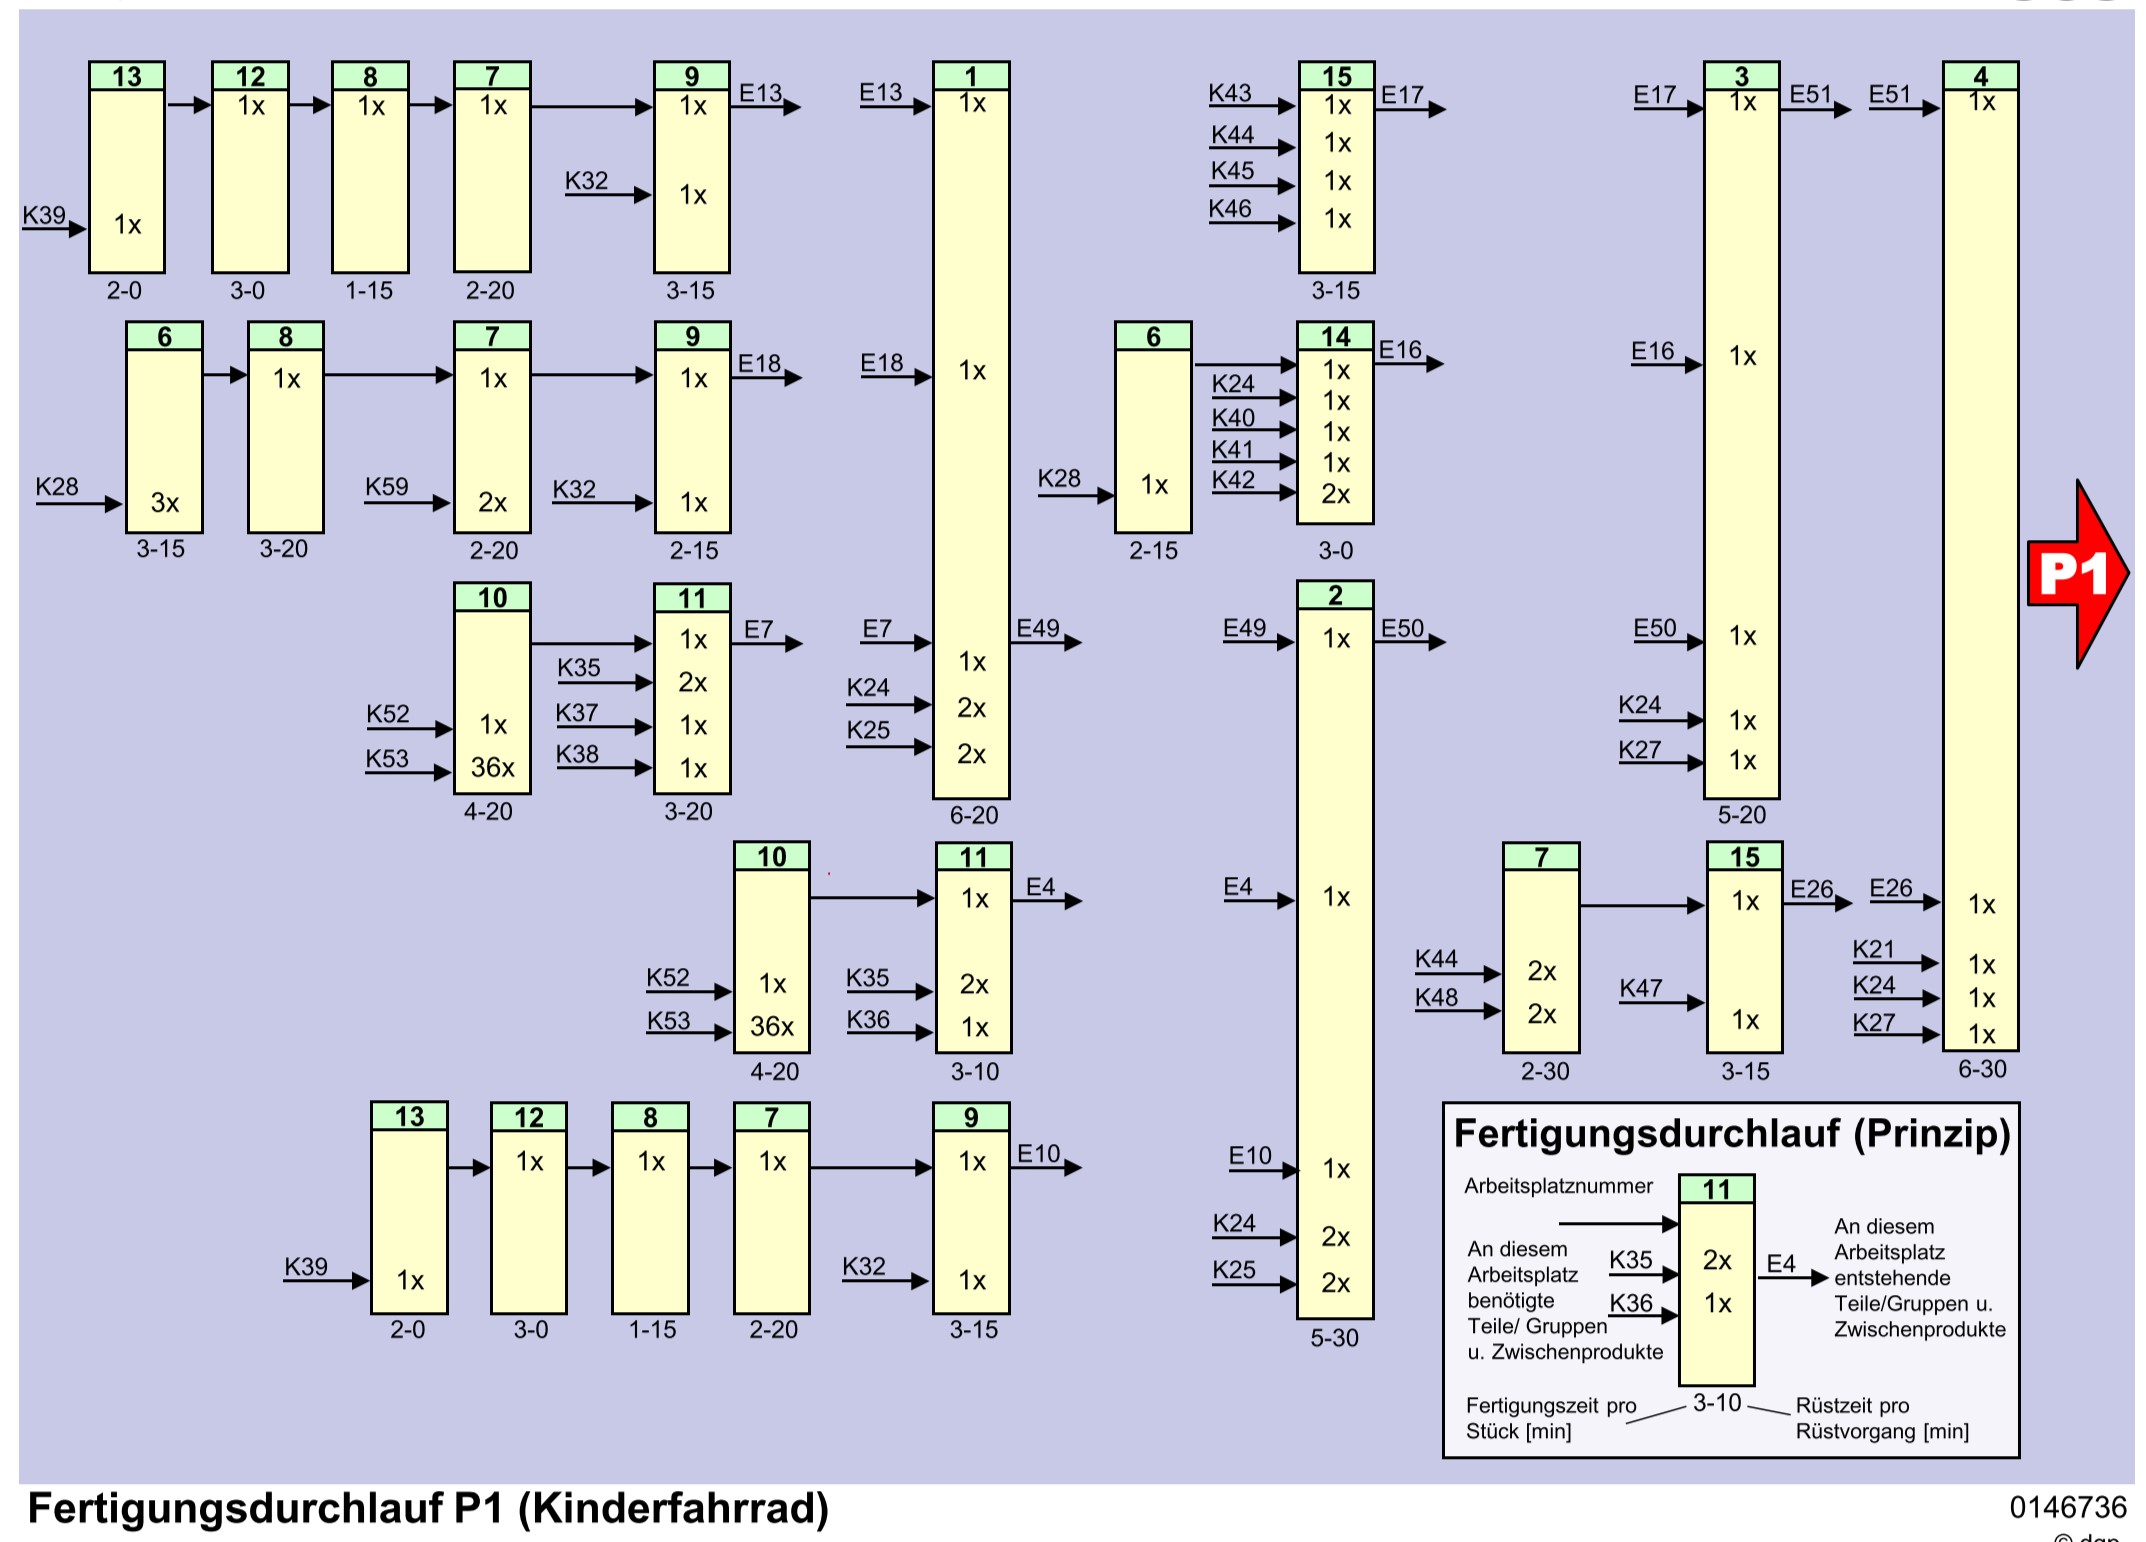 13 12 8 7 9 1 15 3 4
1x 1x 1x 1x E13 E13 1x K43 1x E17 E17 1x E51 E51 1x
K44 1x
K32 1x K45 1x
K39 1x K46 1x
2-0 3-0 1-15 2-20 3-15 3-15
6 8 7 9 6 14
1x 1x 1x E18 E18 1x 1x E16 E16 1x
K24 1x
K40 1x
K41 1x
K28 3x K59 2x K32 1x K28 1x K42 2x
3-15 3-20 2-20 2-15 2-15 3-0
P1
10 11 2
1x E7 E7 1x E49 E49 1x E50 E50 1x
K35 2x
K52 1x K37 1x K24 2x K24 1x
K53 36x K38 1x K25 2x K27 1x
4-20 3-20 6-20 5-20
10 11 7 15
1x E4 E4 1x 1x E26 E26 1x
K52 1x K35 2x K44 2x K21 1x
K53 36x K36 1x K48 2x K47 1x K24 1x
K27 1x
4-20 3-10 2-30 3-15 6-30
13 12 8 7 9
1x 1x 1x 1x E10 E10 1x
K24 2x
K39 1x K32 1x K25 2x
2-0 3-0 1-15 2-20 3-15 5-30
Fertigungsdurchlauf (Prinzip)
Arbeitsplatznummer 11
An diesem
Arbeitsplatz
benötigte
Teile/ Gruppen
u. Zwischenprodukte
K35 2x
K36 1x
E4
An diesem
Arbeitsplatz
entstehende
Teile/Gruppen u.
Zwischenprodukte
Fertigungszeit pro
Stück [min]
3-10
Rüstzeit pro
Rüstvorgang [min]
Fertigungsdurchlauf P1 (Kinderfahrrad) 0146736